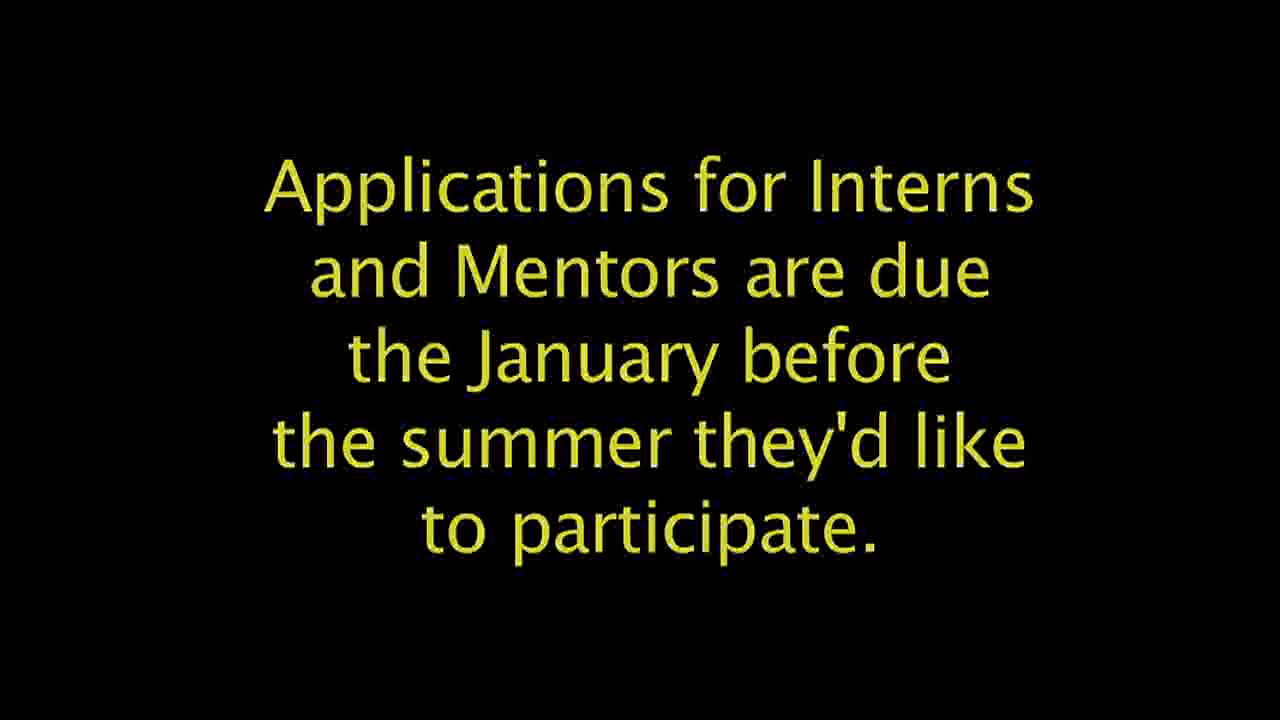 Applications for Interns
and Mentors are due
the January before
the summer they'd like
to participate.